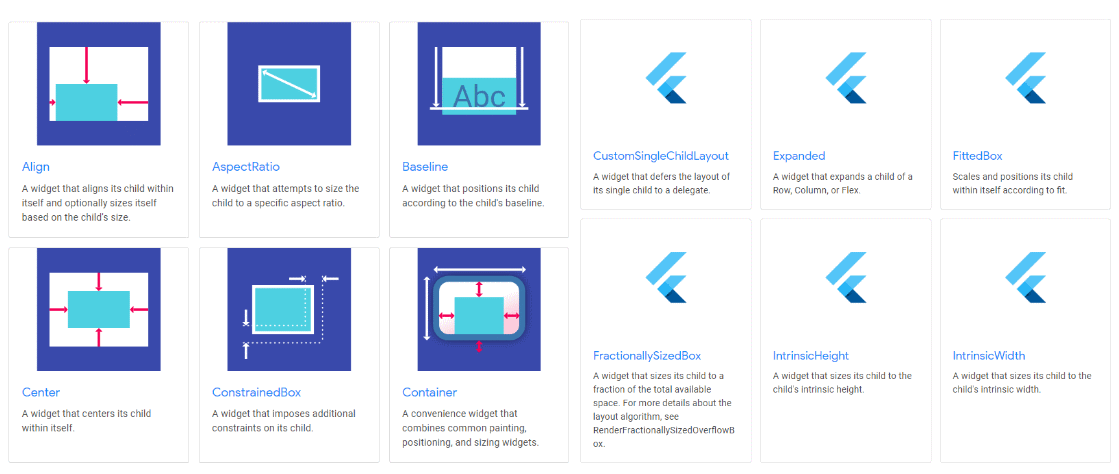 Align
A widget that aligns its child within
itself and optionally sizes itself
based on the child's size.
AspectRatio
A widget that attempts to size the
child to a specific aspect ratio.
Abc
Baseline
A widget that positions its child
according to the child's baseline.
CustomSingleChildLayout
A widget that defers the layout of
its single child to a delegate.
Expanded
A widget that expands a child of a
Row, Column, or Flex.
FittedBox
Scales and positions its child
within itself according to fit.
Center
A widget that centers its child
within itself.
ConstrainedBox
A widget that imposes additional
constraints on its child.
Container
A convenience widget that
combines common painting,
positioning, and sizing widgets.
FractionallySizedBox
A widget that sizes its child to a
fraction of the total available
space. For more details about the
layout algorithm, see
RenderFractionallySizedOverflowB
ox.
IntrinsicHeight
A widget that sizes its child to the
child's intrinsic height.
IntrinsicWidth
A widget that sizes its child to the
child's intrinsic width.